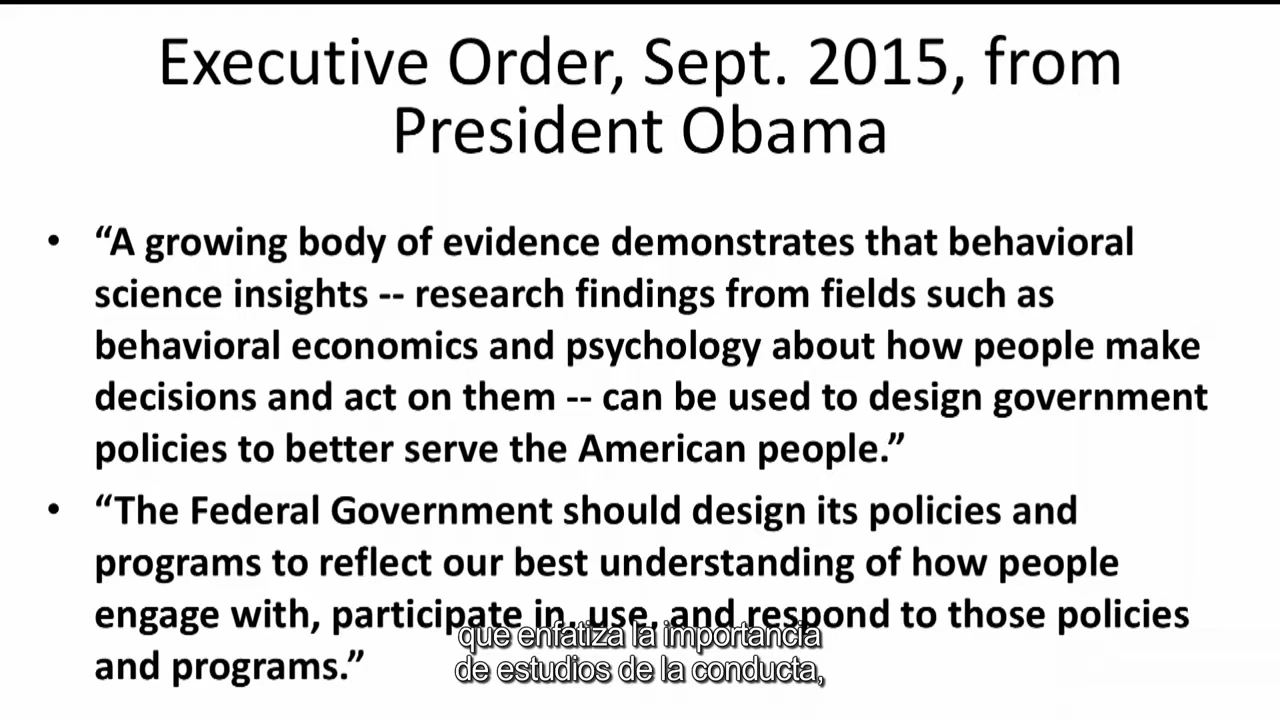 Executive Order, Sept. 2015, from
President Obama
• “A growing body of evidence demonstrates that behavioral
science insights -- research findings from fields such as
behavioral economics and psychology about how people make
decisions and act on them -- can be used to design government
policies to better serve the American people.”
• “The Federal Government should design its policies and
programs to reflect our best understanding of how people
engage with, participate in, use, and respond to those policies
and programs.”
que enfatiza la importancia
de estudios de la conducta,